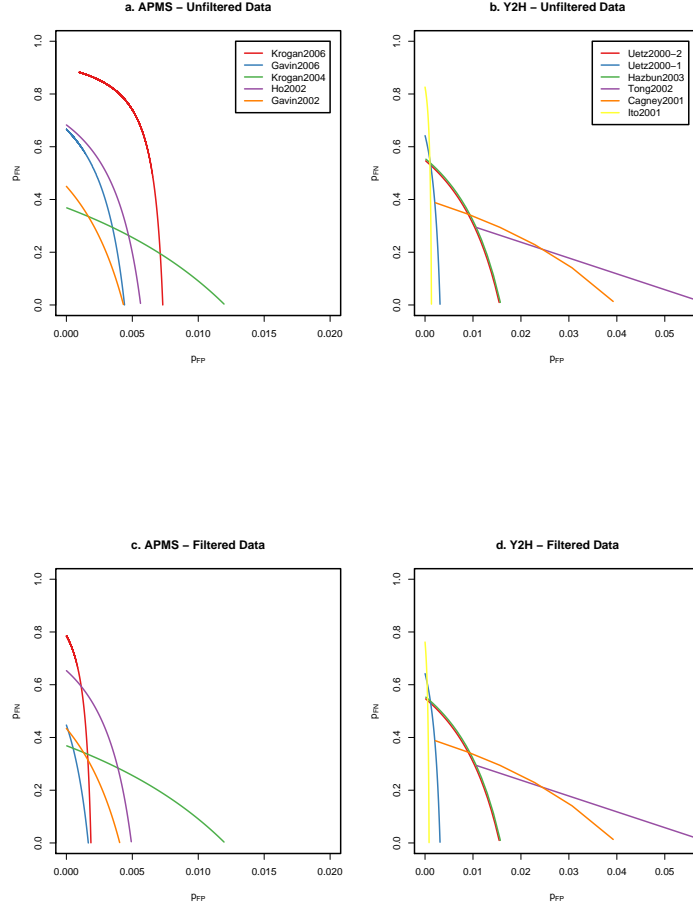 a. APMS − Unfiltered Data
b. Y2H − Unfiltered Data
1.0
0.8
0.6
0.4
0.2
0.0
pFN
Krogan2006
Gavin2006
Krogan2004
Ho2002
Gavin2002
0.000
0.005
0.010
0.015
0.020
pFP
1.0
0.8
0.6
0.4
0.2
0.0
pFN
Uetz2000−2
Uetz2000−1
Hazbun2003
Tong2002
Cagney2001
Ito2001
0.00
0.01
0.02
0.03
0.04
0.05
pFP
c. APMS − Filtered Data
d. Y2H − Filtered Data
1.0
0.8
0.6
0.4
0.2
0.0
pFN
0.000
0.005
0.010
0.015
0.020
pFP
1.0
0.8
0.6
0.4
0.2
0.0
pFN
0.00
0.01
0.02
0.03
0.04
0.05
pFP